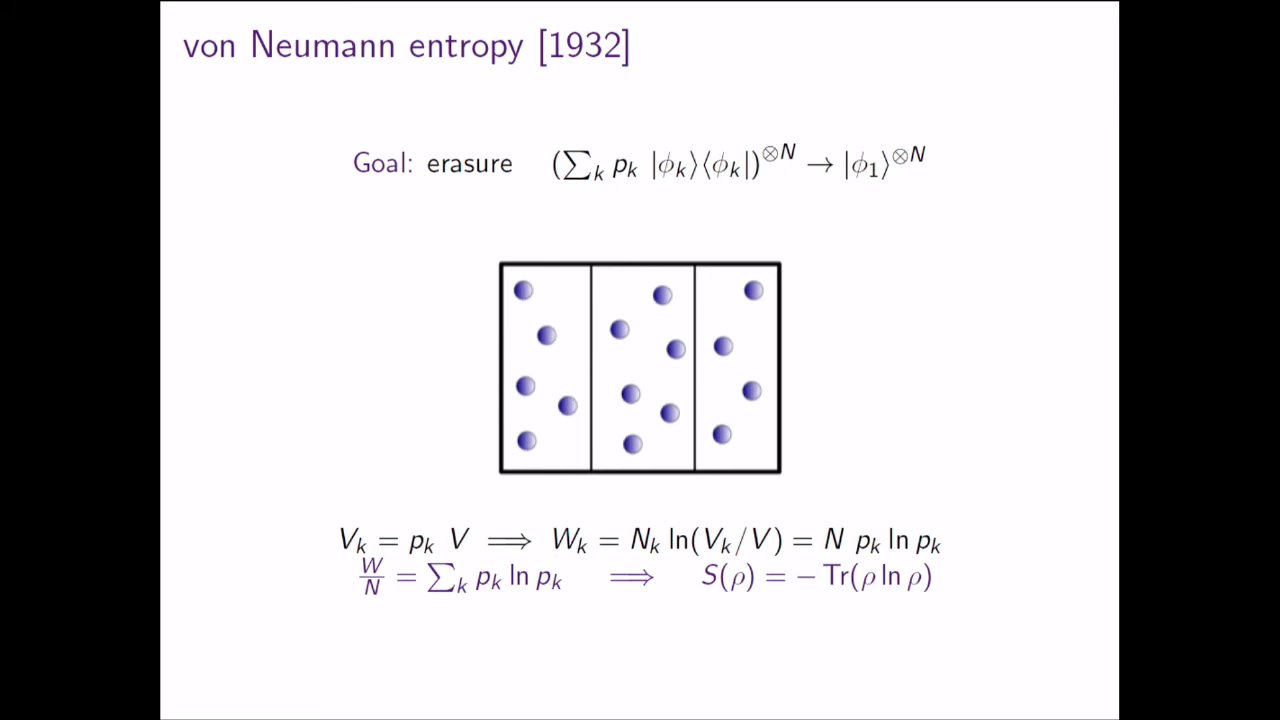 von Neumann entropy [1932]
Goal: erasure (∑ₖ pₖ |ϕₖ⟩⟨ϕₖ|)^⊗N → |ϕ₁⟩^⊗N
Vₖ = pₖ V ⟹ Wₖ = Nₖ ln(Vₖ/V) = N pₖ ln pₖ
W/N = ∑ₖ pₖ ln pₖ ⟹ S(ρ) = − Tr(ρ ln ρ)